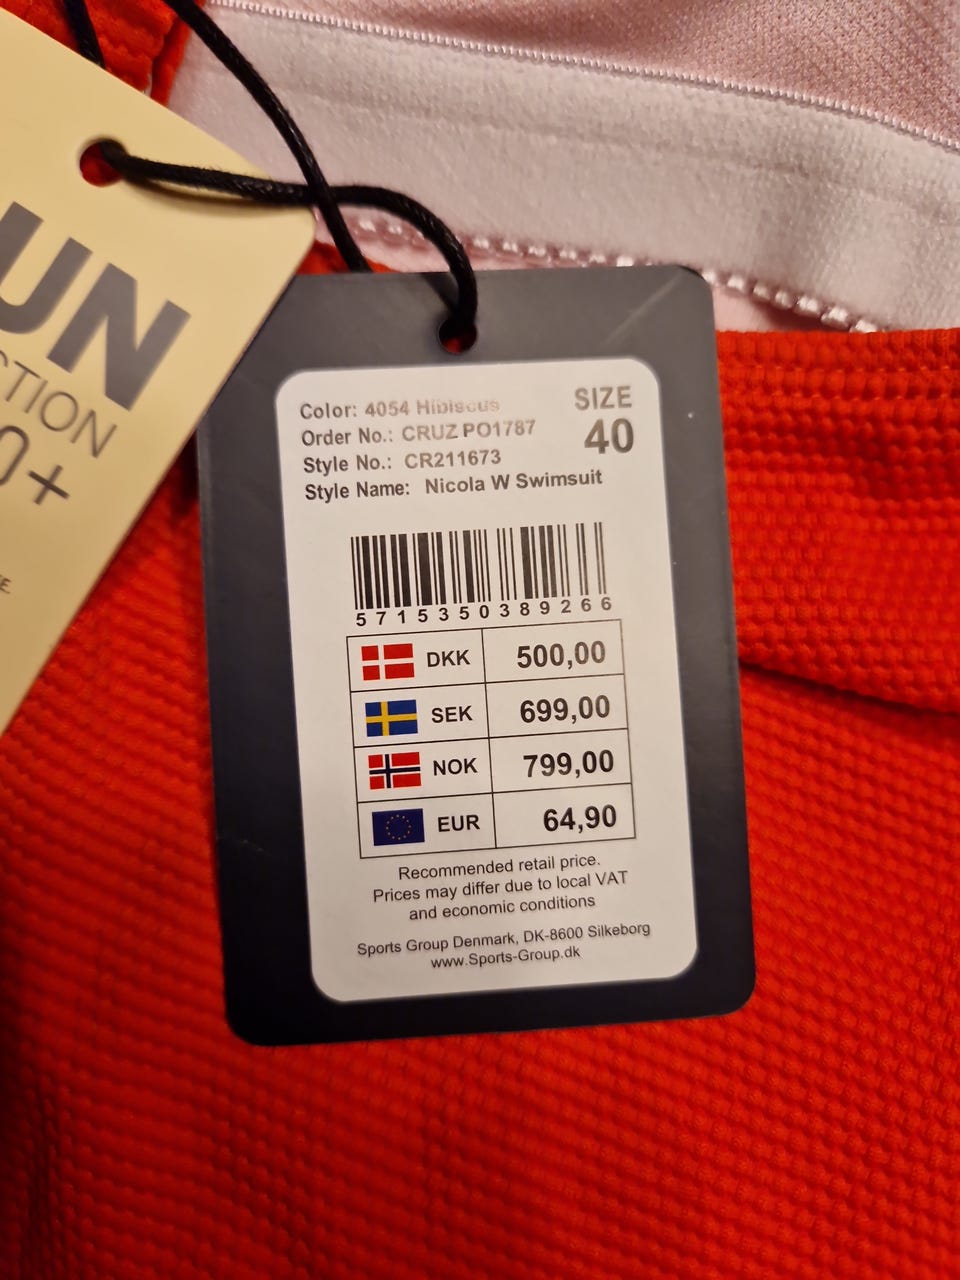 UN
CTION
0+
Color: 4054 Hibiscus
SIZE
40
Order No.: CRUZ PO1787
Style No.: CR211673
Style Name: Nicola W Swimsuit
5715350389266
DKK 500,00
SEK 699,00
NOK 799,00
EUR 64,90
Recommended retail price.
Prices may differ due to local VAT
and economic conditions
Sports Group Denmark, DK-8600 Silkeborg
www.Sports-Group.dk